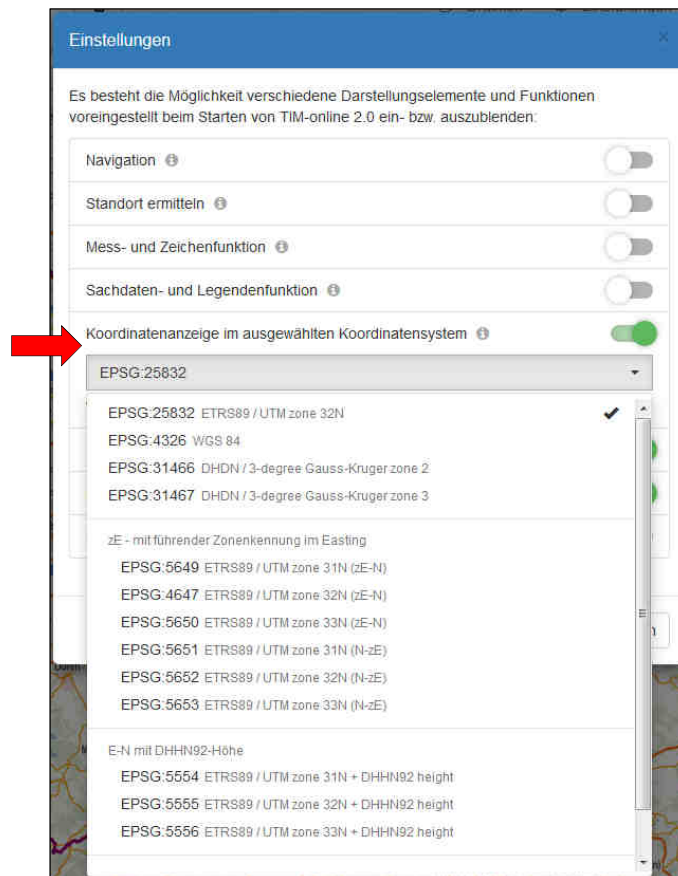 Einstellungen
Es besteht die Möglichkeit verschiedene Darstellungselemente und Funktionen
voreingestellt beim Starten von TIM-online 2.0 ein- bzw. auszublenden:
Navigation
Standort ermitteln
Mess- und Zeichenfunktion
Sachdaten- und Legendenfunktion
Koordinatenanzeige im ausgewählten Koordinatensystem
EPSG:25832
EPSG:25832 ETRS89 / UTM zone 32N
EPSG:4326 WGS 84
EPSG:31466 DHDN / 3-degree Gauss-Kruger zone 2
EPSG:31467 DHDN / 3-degree Gauss-Kruger zone 3
zE - mit führender Zonenkennung im Easting
EPSG:5649 ETRS89 / UTM zone 31N (zE-N)
EPSG:4647 ETRS89 / UTM zone 32N (zE-N)
EPSG:5650 ETRS89 / UTM zone 33N (zE-N)
EPSG:5651 ETRS89 / UTM zone 31N (N-zE)
EPSG:5652 ETRS89 / UTM zone 32N (N-zE)
EPSG:5653 ETRS89 / UTM zone 33N (N-zE)
E-N mit DHHN92-Höhe
EPSG:5554 ETRS89 / UTM zone 31N + DHHN92 height
EPSG:5555 ETRS89 / UTM zone 32N + DHHN92 height
EPSG:5556 ETRS89 / UTM zone 33N + DHHN92 height